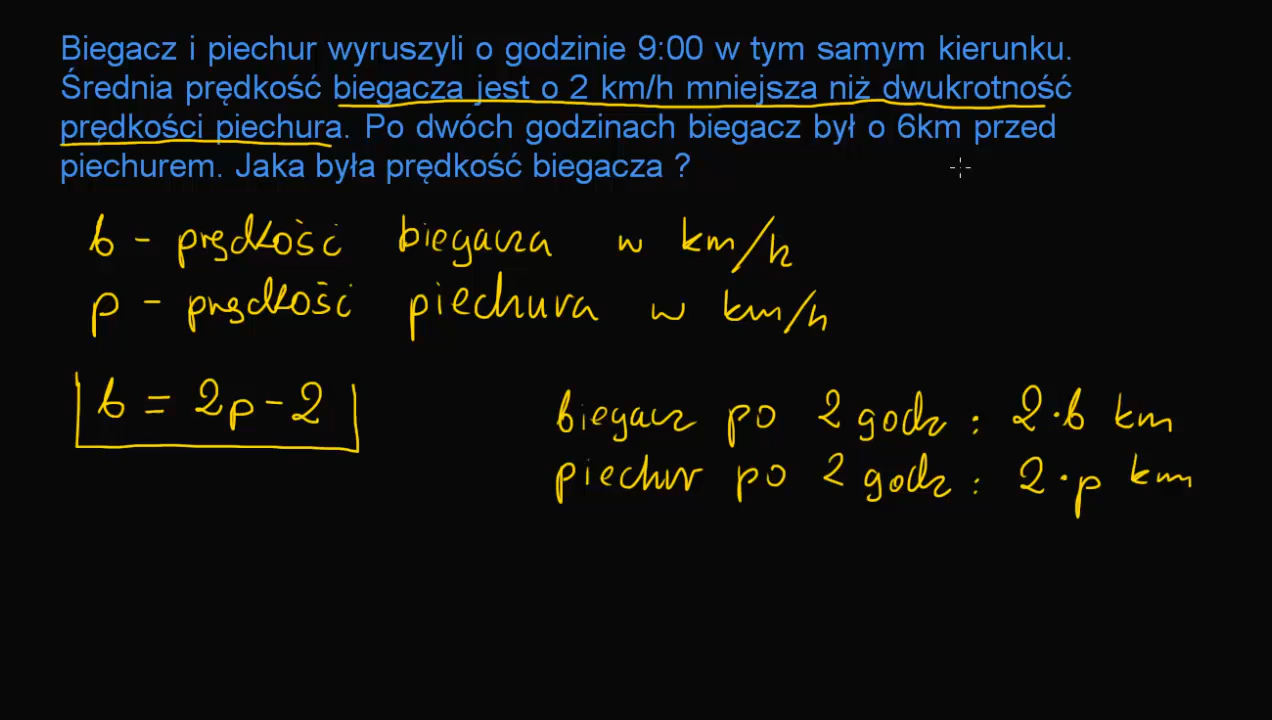 Biegacz i piechur wyruszyli o godzinie 9:00 w tym samym kierunku.
Średnia prędkość biegacza jest o 2 km/h mniejsza niż dwukrotność
prędkości piechura. Po dwóch godzinach biegacz był o 6km przed
piechurem. Jaka była prędkość biegacza ?
b - prędkość biegacza w km/h
p - prędkość piechura w km/h
b = 2p - 2
biegacz po 2 godz : 2·b km
piechur po 2 godz : 2·p km